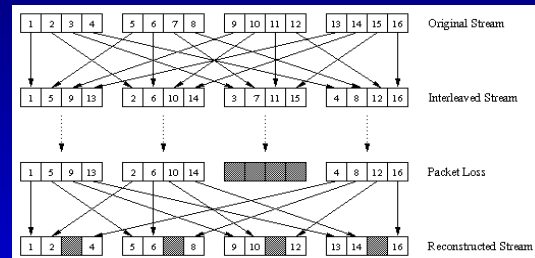 1 2 3 4 5 6 7 8 9 10 11 12 13 14 15 16 Original Stream
1 5 9 13 2 6 10 14 3 7 11 15 4 8 12 16 Interleaved Stream
1 5 9 13 2 6 10 14 4 8 12 16 Packet Loss
1 2 4 5 6 8 9 10 12 13 14 16 Reconstructed Stream